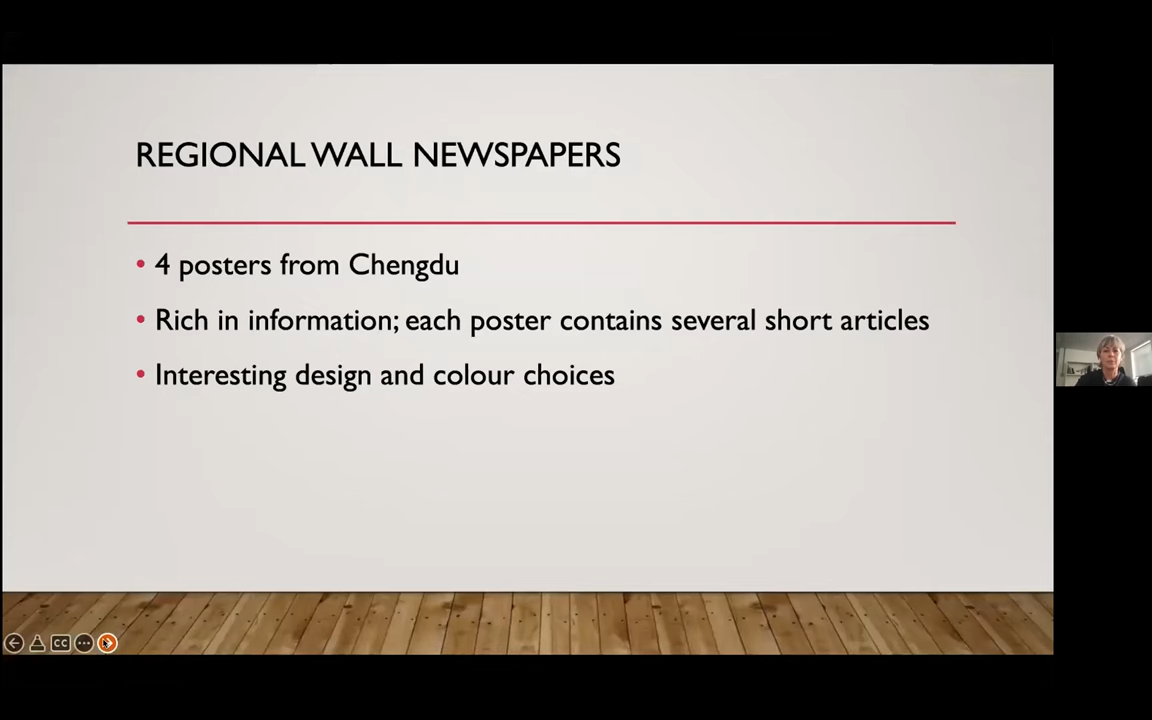 REGIONAL WALL NEWSPAPERS
• 4 posters from Chengdu
• Rich in information; each poster contains several short articles
• Interesting design and colour choices
CC